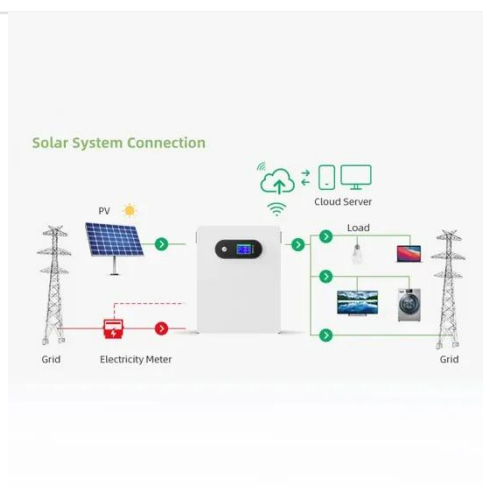 Solar System Connection
PV
Cloud Server
Load
Grid
Electricity Meter
Grid